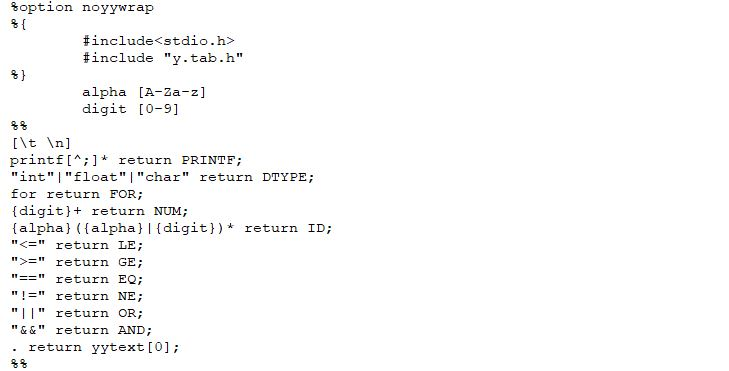 %option noyywrap
%{
        #include<stdio.h>
        #include "y.tab.h"
%}
        alpha [A-Za-z]
        digit [0-9]
%%
[\t \n]
printf[^;]* return PRINTF;
"int"|"float"|"char" return DTYPE;
for return FOR;
{digit}+ return NUM;
{alpha}({alpha}|{digit})* return ID;
"<=" return LE;
">=" return GE;
"==" return EQ;
"!=" return NE;
"||" return OR;
"&&" return AND;
. return yytext[0];
%%